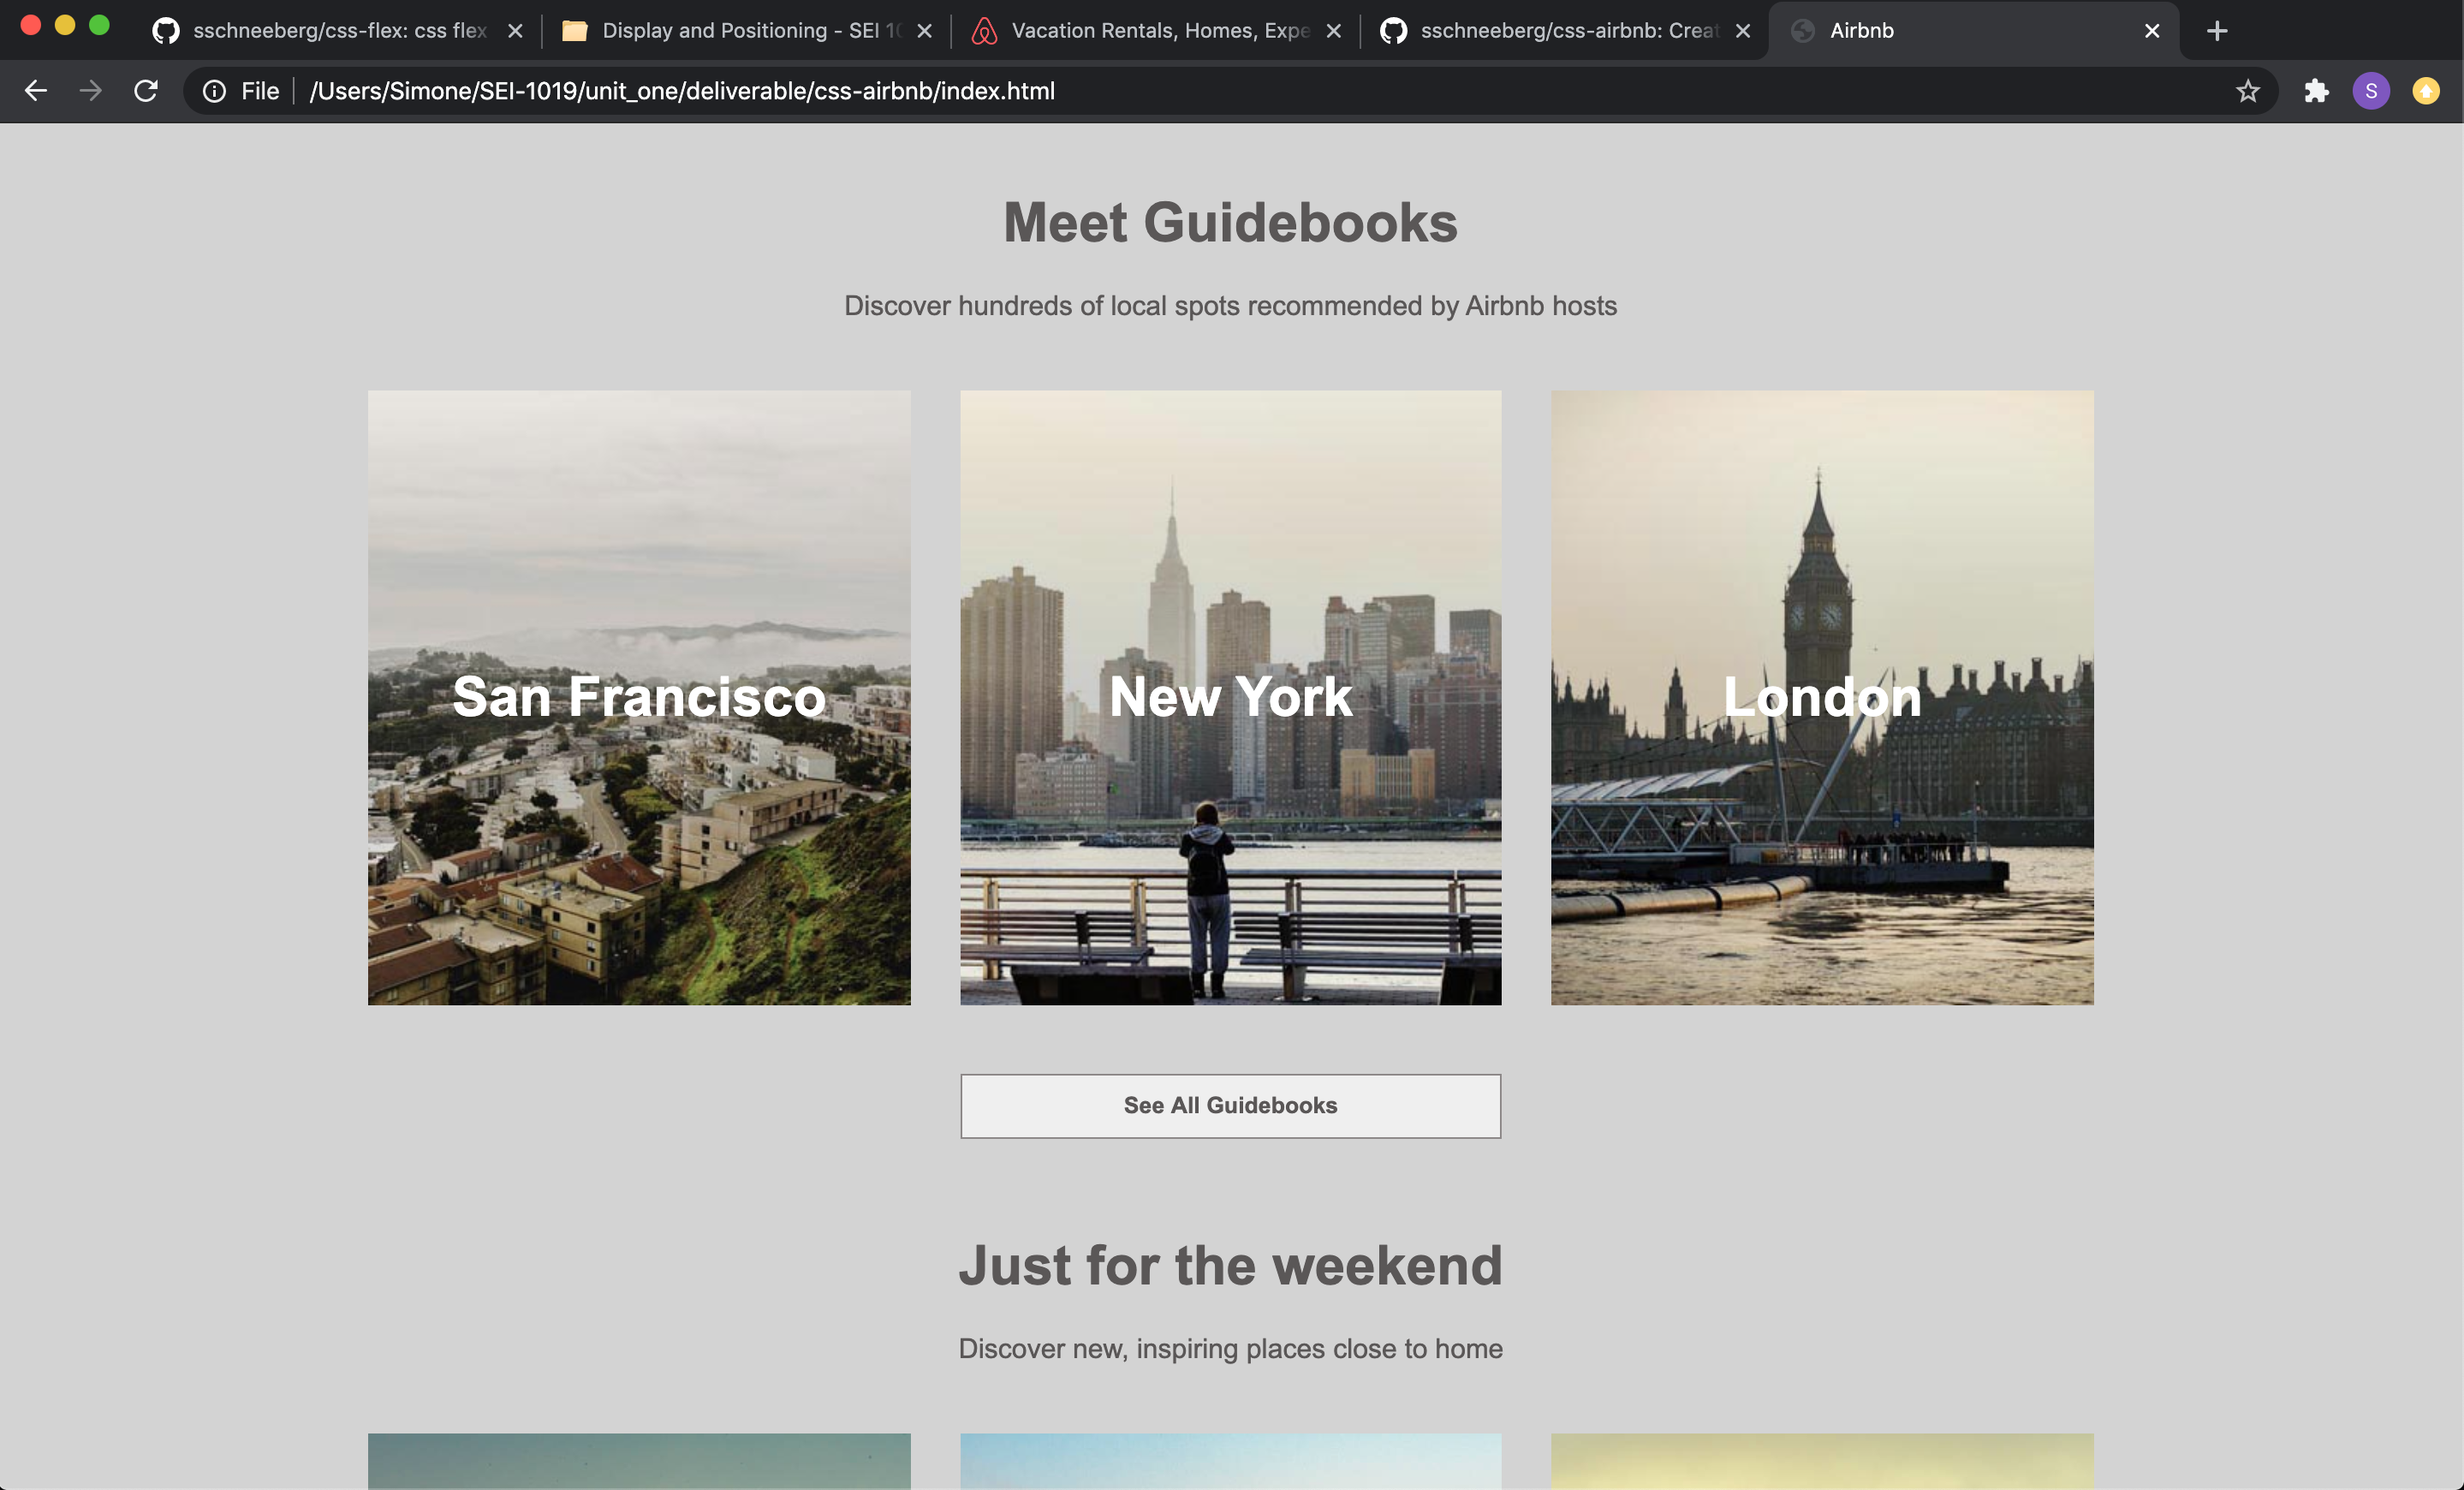 sschneeberg/css-flex: css flex
Display and Positioning - SEI 10
Vacation Rentals, Homes, Expe
sschneeberg/css-airbnb: Creat
Airbnb
File
/Users/Simone/SEI-1019/unit_one/deliverable/css-airbnb/index.html
S
Meet Guidebooks
Discover hundreds of local spots recommended by Airbnb hosts
San Francisco
New York
London
See All Guidebooks
Just for the weekend
Discover new, inspiring places close to home